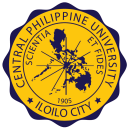 CENTRAL PHILIPPINE UNIVERSITY
SCIENTIA ET FIDES
1905
ILOILO CITY